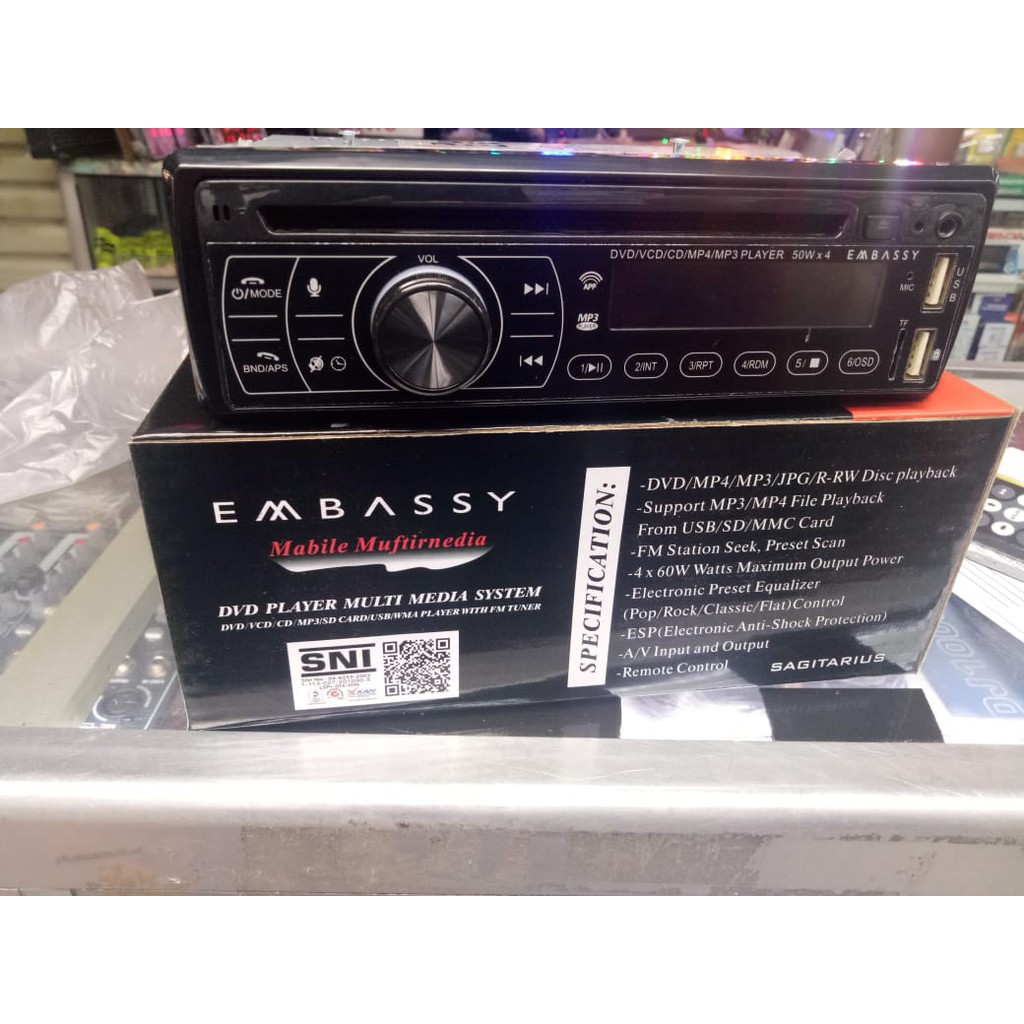 DVD/VCD/CD/MP4/MP3 PLAYER 50W x 4 EMBASSY
VOL
/MODE
BND/APS
APP
MP3
PLAYER
MIC
USB
TF
1/
2/INT
3/RPT
4/RDM
5/
6/OSD
EMBASSY
Mabile Muftirnedia
DVD PLAYER MULTI MEDIA SYSTEM
DVD/VCD/CD/MP3/SD CARD/USB/WMA PLAYER WITH FM TUNER
SNI
KAN
SPECIFICATION:
-DVD/MP4/MP3/JPG/R-RW Disc playback
-Support MP3/MP4 File Playback
From USB/SD/MMC Card
-FM Station Seek, Preset Scan
-4 x 60W Watts Maximum Output Power
-Electronic Preset Equalizer
(Pop/Rock/Classic/Flat)Control
-ESP(Electronic Anti-Shock Protection)
-A/V Input and Output
-Remote Control
SAGITARIUS